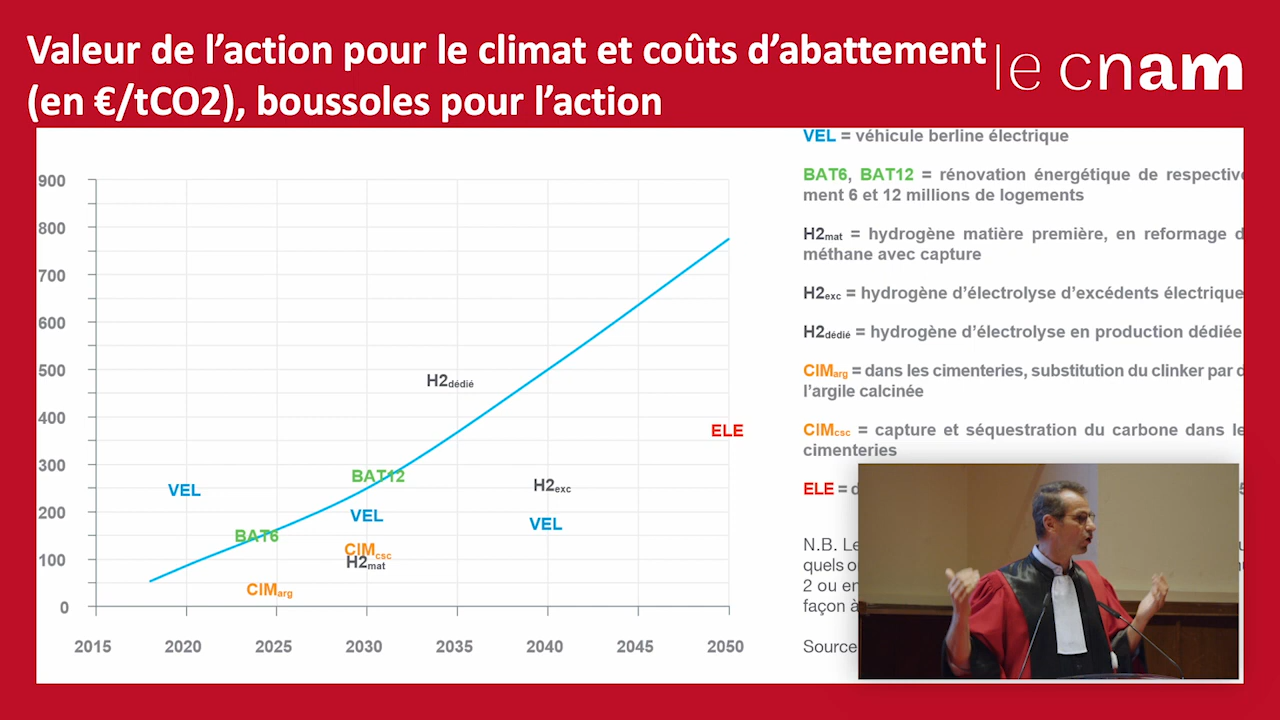 Valeur de l’action pour le climat et coûts d’abattement
(en €/tCO2), boussoles pour l’action
le cnam
VEL = véhicule berline électrique
BAT6, BAT12 = rénovation énergétique de
ment 6 et 12 millions de logements
H2mat = hydrogène matière première, en reformage
méthane avec capture
H2exc = hydrogène d’électrolyse d’excédents
H2dédié = hydrogène d’électrolyse en production dédiée
CIMarg = dans les cimenteries, substitution du clinker par
l’argile calcinée
CIMcsc = capture et séquestration du carbone dans
cimenteries
ELE =
N.B.
quels
2 ou
façon à
Source
900
800
700
600
500
400
300
200
100
0
H2dédié
ELE
BAT12
VEL
H2exc
VEL
VEL
BAT6
CIMcsc
H2mat
CIMarg
2015 2020 2025 2030 2035 2040 2045 2050